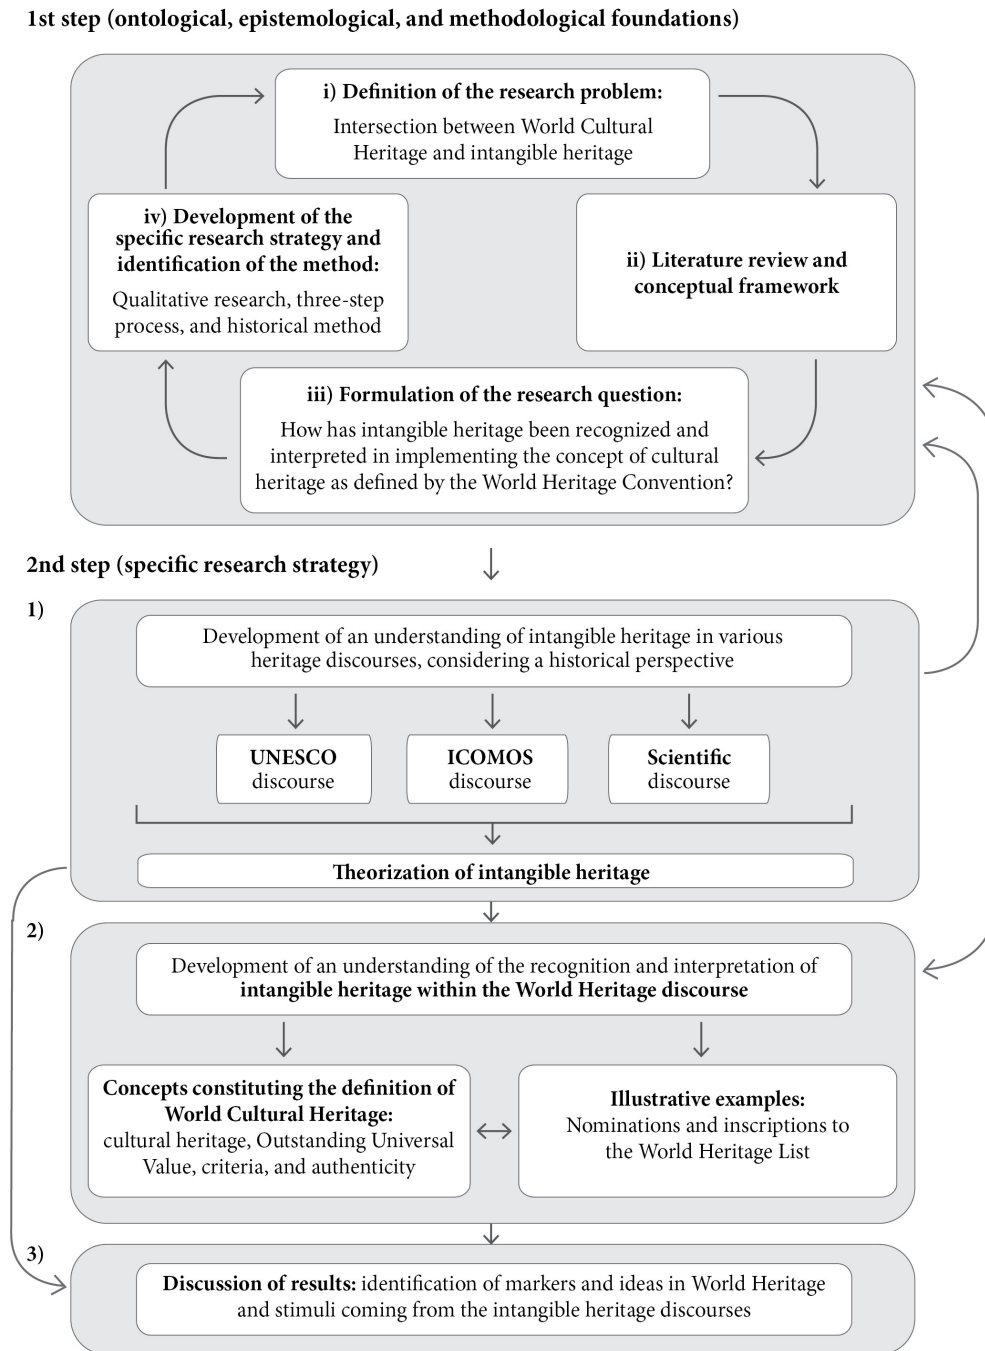 1st step (ontological, epistemological, and methodological foundations)
i) Definition of the research problem:
Intersection between World Cultural
Heritage and intangible heritage
ii) Literature review and
conceptual framework
iii) Formulation of the research question:
How has intangible heritage been recognized and
interpreted in implementing the concept of cultural
heritage as defined by the World Heritage Convention?
iv) Development of the
specific research strategy and
identification of the method:
Qualitative research, three-step
process, and historical method
2nd step (specific research strategy)
1)
Development of an understanding of intangible heritage in various
heritage discourses, considering a historical perspective
UNESCO
discourse
ICOMOS
discourse
Scientific
discourse
Theorization of intangible heritage
2)
Development of an understanding of the recognition and interpretation of
intangible heritage within the World Heritage discourse
Concepts constituting the definition of
World Cultural Heritage:
cultural heritage, Outstanding Universal
Value, criteria, and authenticity
Illustrative examples:
Nominations and inscriptions to
the World Heritage List
3)
Discussion of results: identification of markers and ideas in World Heritage
and stimuli coming from the intangible heritage discourses